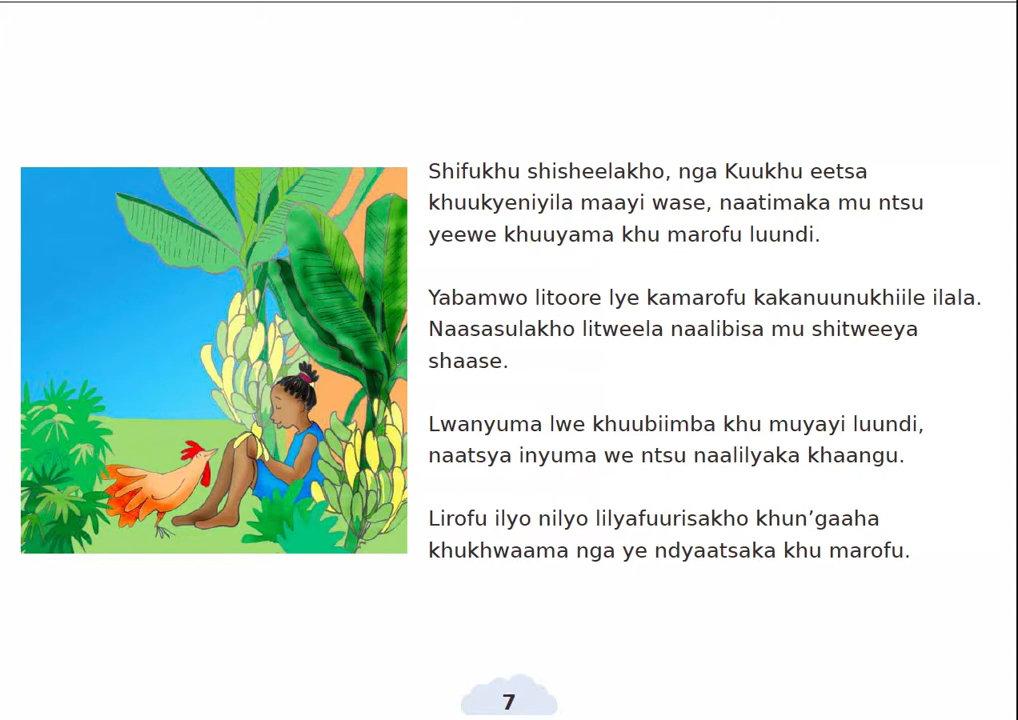 Shifukhu shisheelakho, nga Kuukhu eetsa
khuukyeniyila maayi wase, naatimaka mu ntsu
yeewe khuuyama khu marofu luundi.
Yabamwo litoore lye kamarofu kakanuunukhiile ilala.
Naasasulakho litweela naalibisa mu shitweeya
shaase.
Lwanyuma lwe khuubiimba khu muyayi luundi,
naatsya inyuma we ntsu naalilyaka khaangu.
Lirofu ilyo nilyo lilyafuurisakho khun’gaaha
khukhwaama nga ye ndyaatsaka khu marofu.
7